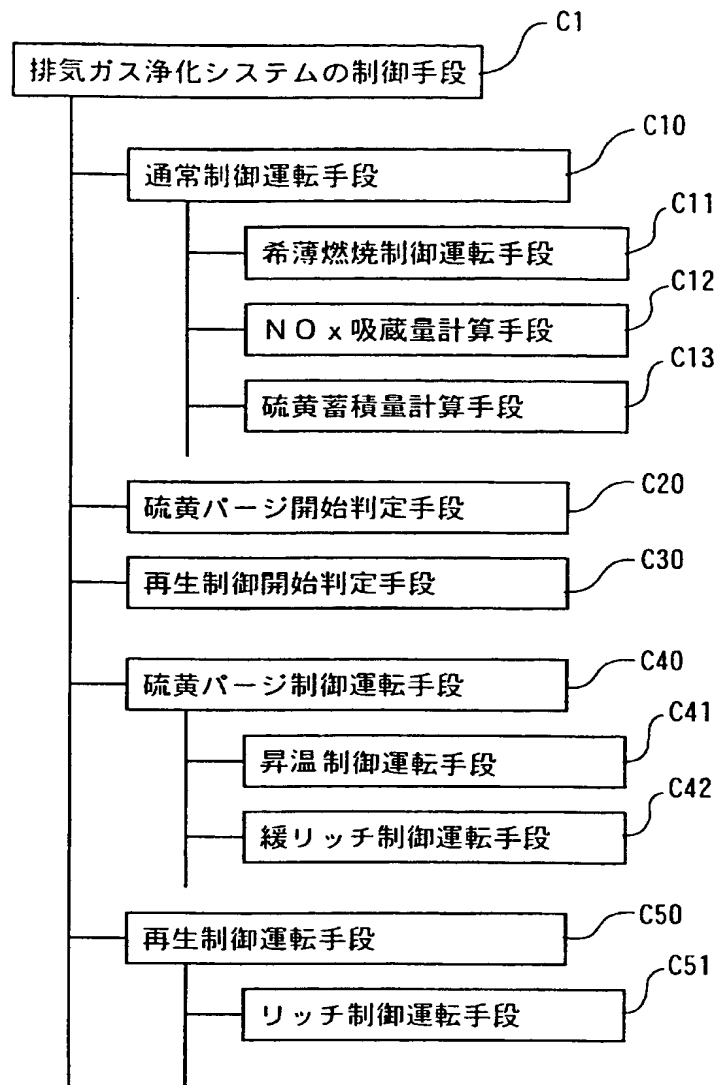 C1
排気ガス浄化システムの制御手段
C10
通常制御運転手段
C11
希薄燃焼制御運転手段
C12
NOx吸蔵量計算手段
C13
硫黄蓄積量計算手段
C20
硫黄パージ開始判定手段
C30
再生制御開始判定手段
C40
硫黄パージ制御運転手段
C41
昇温制御運転手段
C42
緩リッチ制御運転手段
C50
再生制御運転手段
C51
リッチ制御運転手段